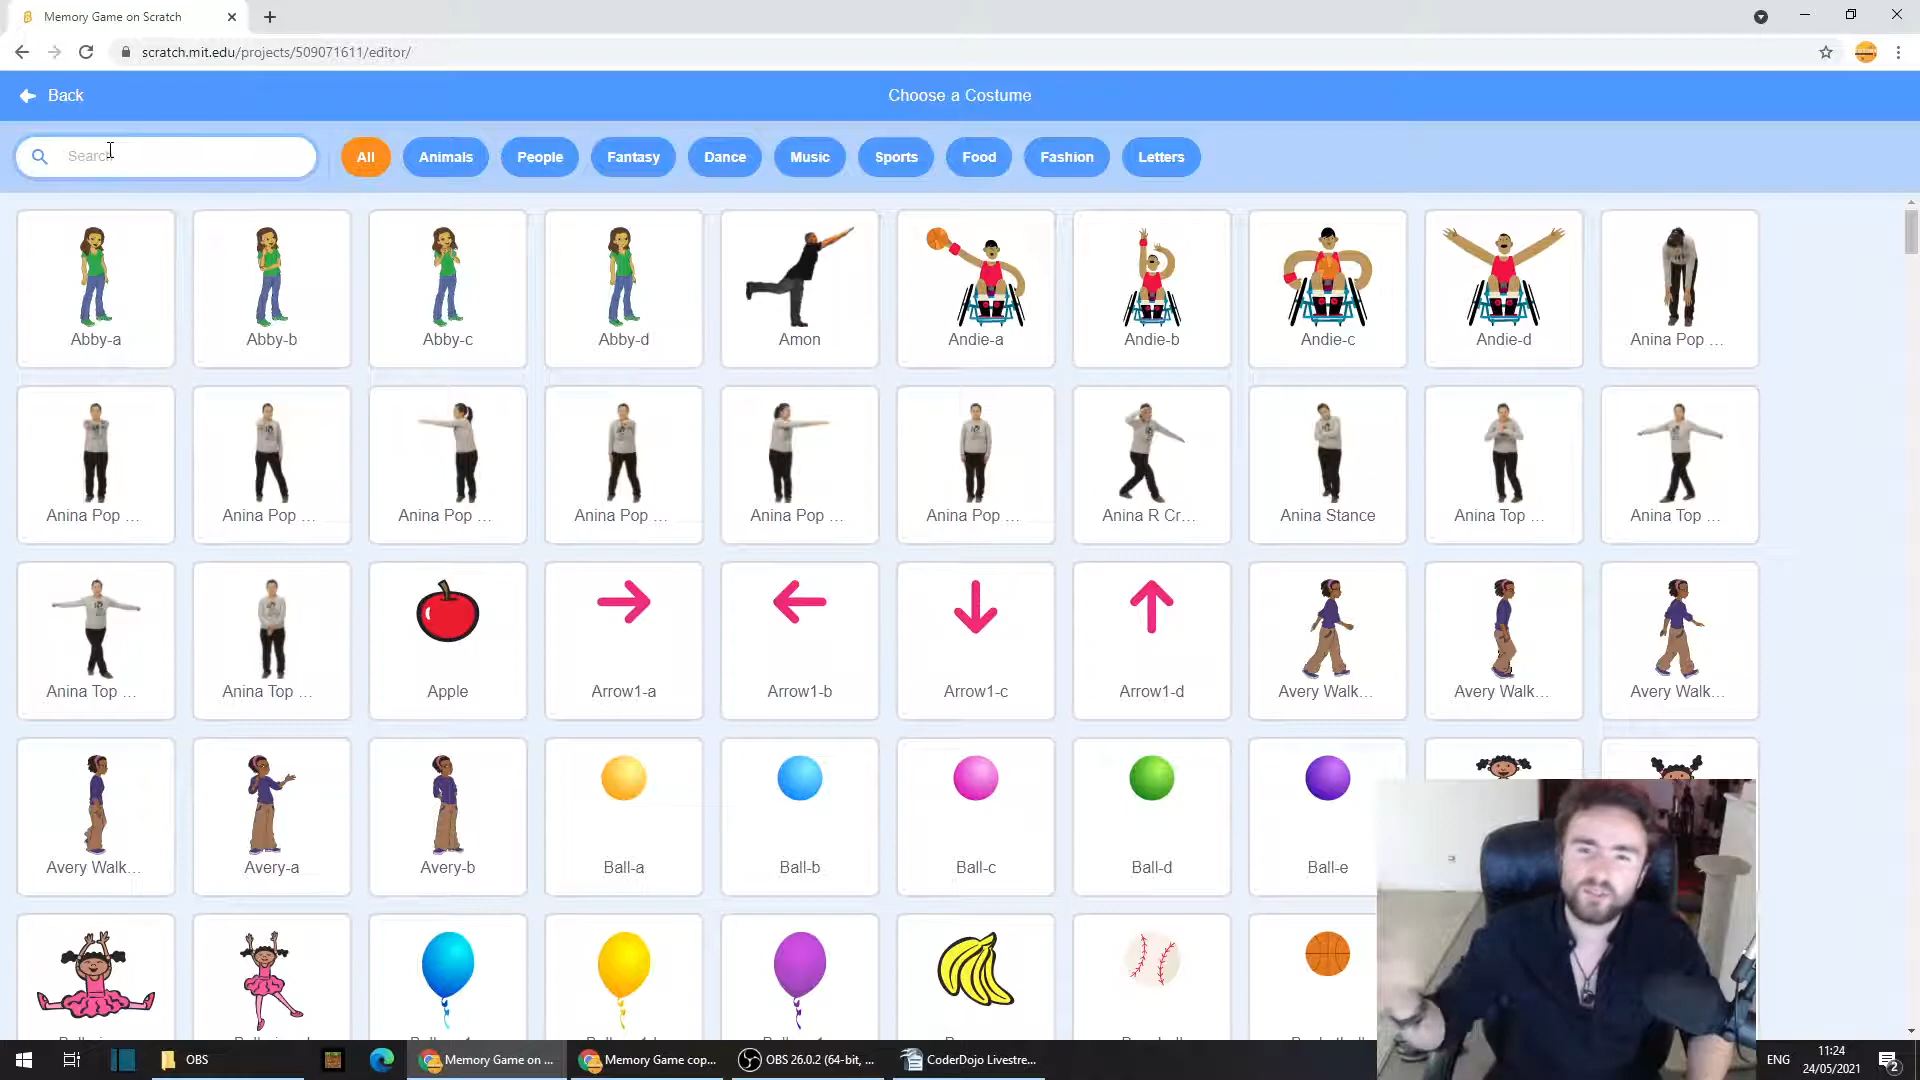 Memory Game on Scratch
scratch.mit.edu/projects/509071611/editor/
Back
Choose a Costume
Search
All
Animals
People
Fantasy
Dance
Music
Sports
Food
Fashion
Letters
Abby-a
Abby-b
Abby-c
Abby-d
Amon
Andie-a
Andie-b
Andie-c
Andie-d
Anina Pop ...
Anina Pop ...
Anina Pop ...
Anina Pop ...
Anina Pop ...
Anina Pop ...
Anina Pop ...
Anina R Cr...
Anina Stance
Anina Top ...
Anina Top ...
Anina Top ...
Anina Top ...
Apple
Arrow1-a
Arrow1-b
Arrow1-c
Arrow1-d
Avery Walk...
Avery Walk...
Avery Walk...
Avery Walk...
Avery-a
Avery-b
Ball-a
Ball-b
Ball-c
Ball-d
Ball-e
OBS
Memory Game on ...
Memory Game cop...
OBS 26.0.2 (64-bit, ...
CoderDojo Livestre...
ENG
11:24
24/05/2021
2